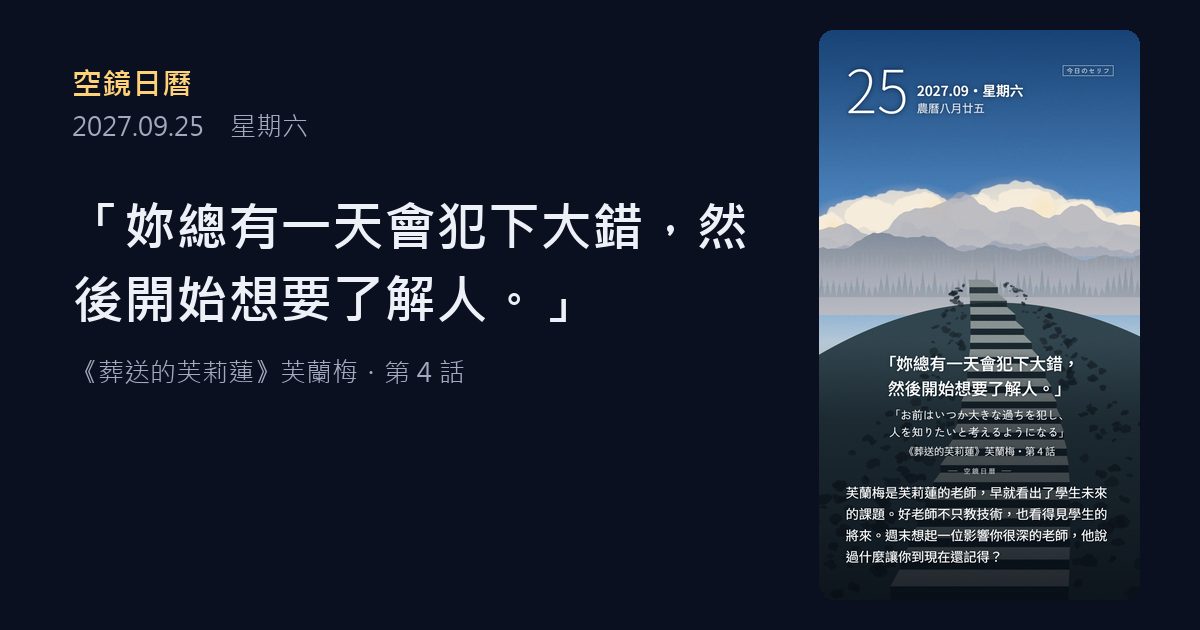 空鏡日曆
2027.09.25 星期六
「妳總有一天會犯下大錯，然
後開始想要了解人。」
《葬送的芙莉蓮》芙蘭梅．第 4 話
25
2027.09・星期六
農曆八月廿五
今日のセリフ
「妳總有一天會犯下大錯，
然後開始想要了解人。」
「お前はいつか大きな過ちを犯し、
人を知りたいと考えるようになる」
《葬送的芙莉蓮》芙蘭梅・第 4 話
— 空鏡日曆 —
芙蘭梅是芙莉蓮的老師，早就看出了學生未來
的課題。好老師不只教技術，也看得見學生的
將來。週末想起一位影響你很深的老師，他說
過什麼讓你到現在還記得？